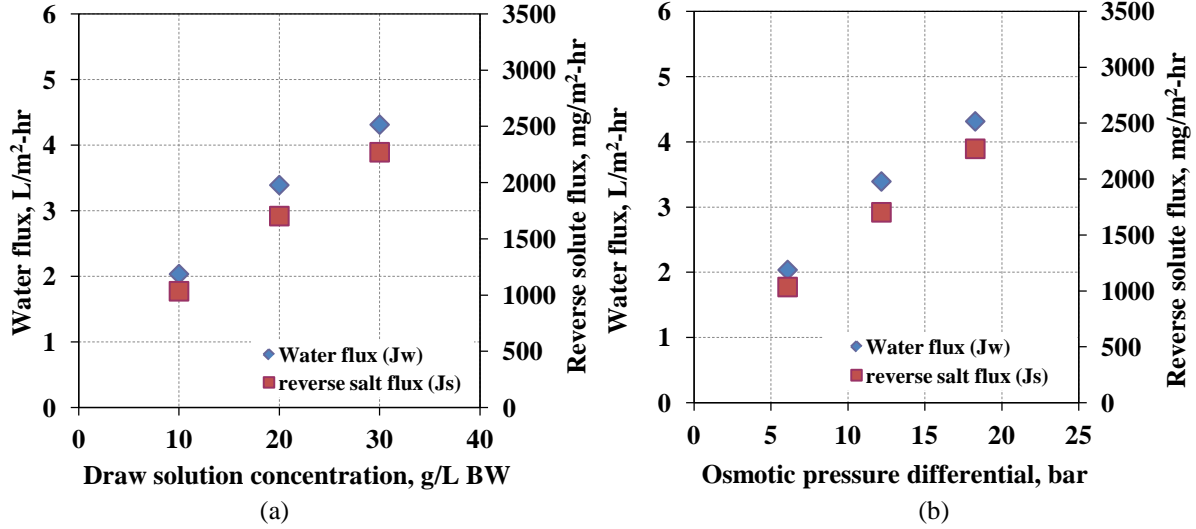 6
5
4
3
2
1
0
Water flux, L/m²-hr
3500
3000
2500
2000
1500
1000
500
0
Reverse solute flux, mg/m²-hr
Water flux (Jw)
reverse salt flux (Js)
0 10 20 30 40
Draw solution concentration, g/L BW
(a)
6
5
4
3
2
1
0
Water flux, L/m²-hr
3500
3000
2500
2000
1500
1000
500
0
Reverse solute flux, mg/m²-hr
Water flux (Jw)
reverse salt flux (Js)
0 5 10 15 20 25
Osmotic pressure differential, bar
(b)